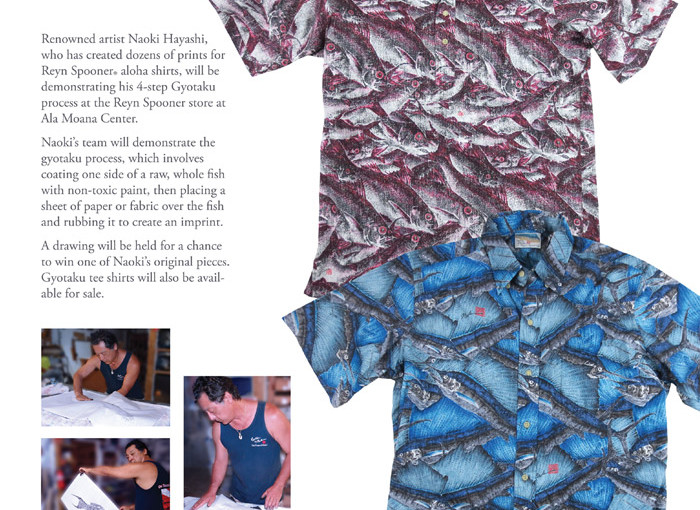 Renowned artist Naoki Hayashi,
who has created dozens of prints for
Reyn Spooner® aloha shirts, will be
demonstrating his 4-step Gyotaku
process at the Reyn Spooner store at
Ala Moana Center.
Naoki’s team will demonstrate the
gyotaku process, which involves
coating one side of a raw, whole fish
with non-toxic paint, then placing a
sheet of paper or fabric over the fish
and rubbing it to create an imprint.
A drawing will be held for a chance
to win one of Naoki’s original pieces.
Gyotaku tee shirts will also be avail-
able for sale.